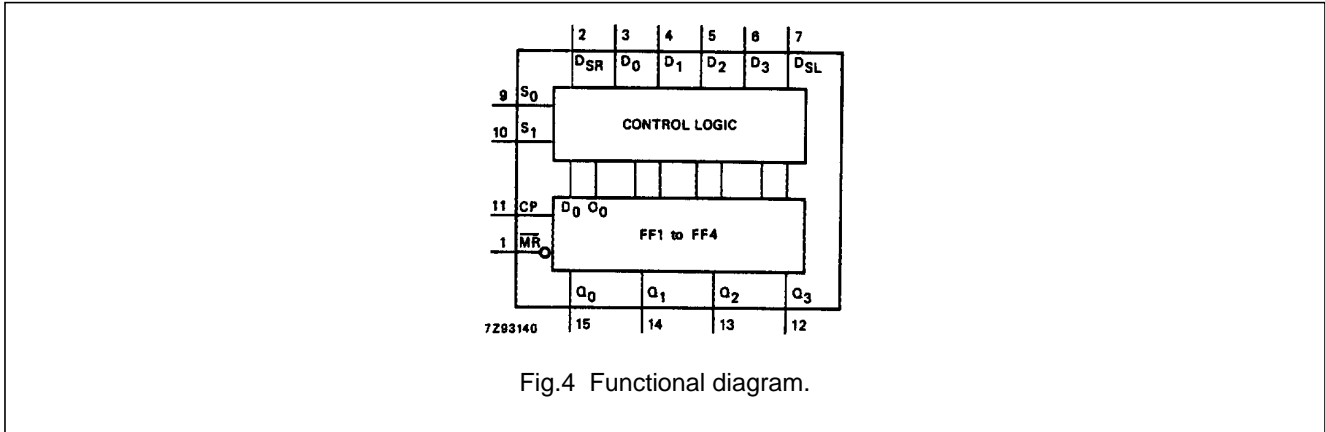 2 3 4 5 6 7
DSR D0 D1 D2 D3 DSL
9 S0
CONTROL LOGIC
10 S1
11 CP D0 O0
FF1 to FF4
1 MR
Q0 Q1 Q2 Q3
7Z93140 15 14 13 12
Fig.4 Functional diagram.